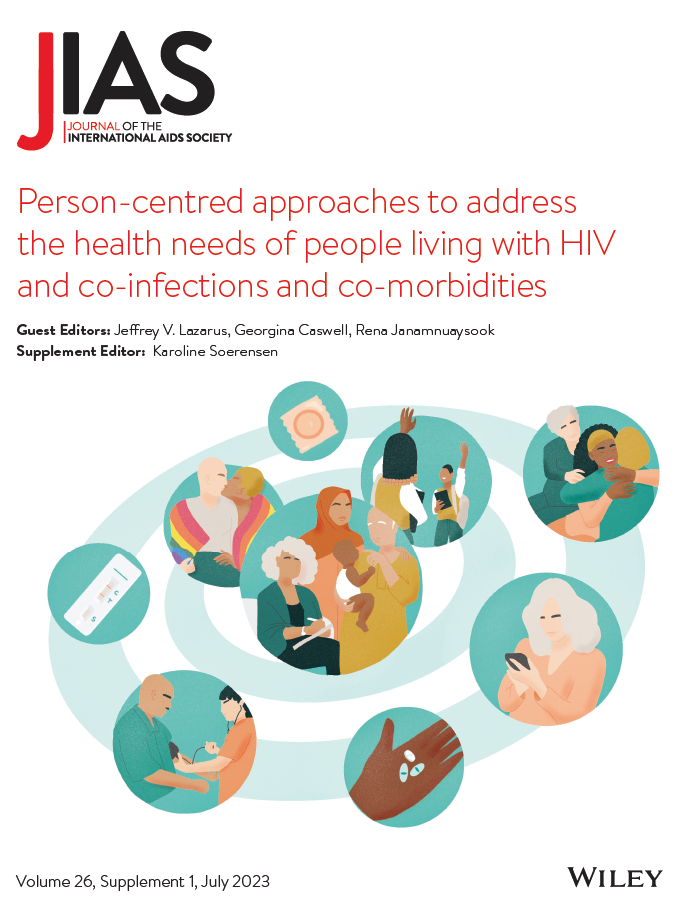 JIAS
JOURNAL OF THE
INTERNATIONAL AIDS SOCIETY
Person-centred approaches to address
the health needs of people living with HIV
and co-infections and co-morbidities
Guest Editors: Jeffrey V. Lazarus, Georgina Caswell, Rena Janamnuaysook
Supplement Editor: Karoline Soerensen
C
T
S
Volume 26, Supplement 1, July 2023
WILEY